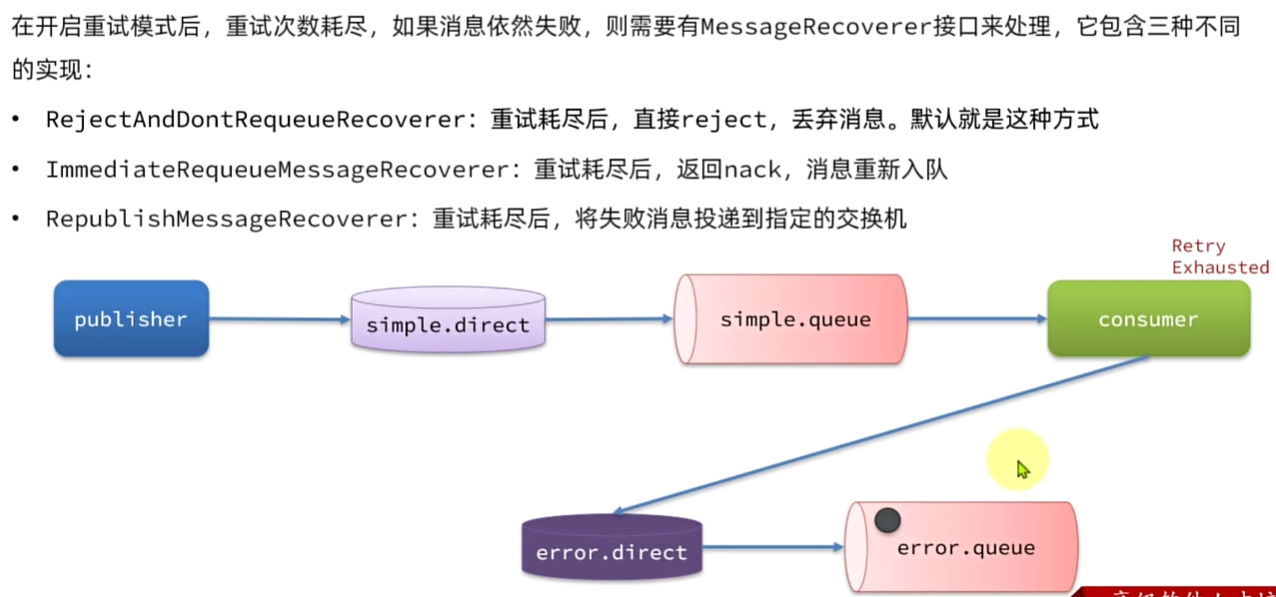 在开启重试模式后，重试次数耗尽，如果消息依然失败，则需要有MessageRecoverer接口来处理，它包含三种不同
的实现：
• RejectAndDontRequeueRecoverer：重试耗尽后，直接reject，丢弃消息。默认就是这种方式
• ImmediateRequeueMessageRecoverer：重试耗尽后，返回nack，消息重新入队
• RepublishMessageRecoverer：重试耗尽后，将失败消息投递到指定的交换机
Retry
Exhausted
publisher
simple.direct
simple.queue
consumer
error.direct
error.queue